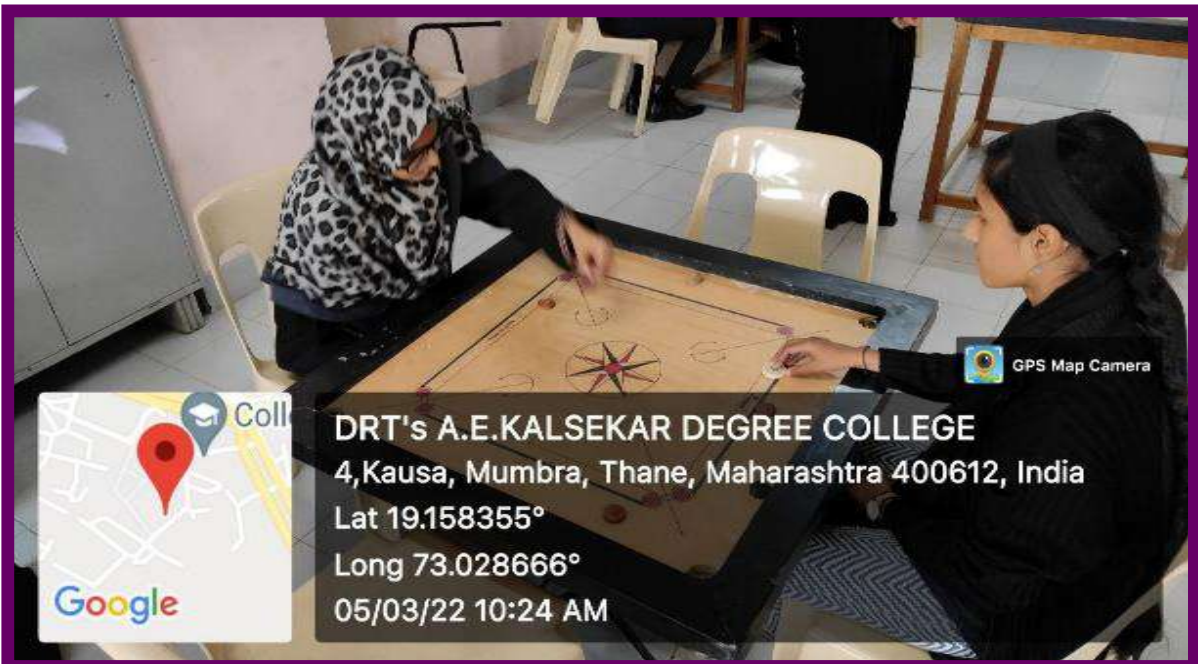 GPS Map Camera
Colle
DRT's A.E.KALSEKAR DEGREE COLLEGE
4,Kausa, Mumbra, Thane, Maharashtra 400612, India
Lat 19.158355°
Long 73.028666°
05/03/22 10:24 AM
Google